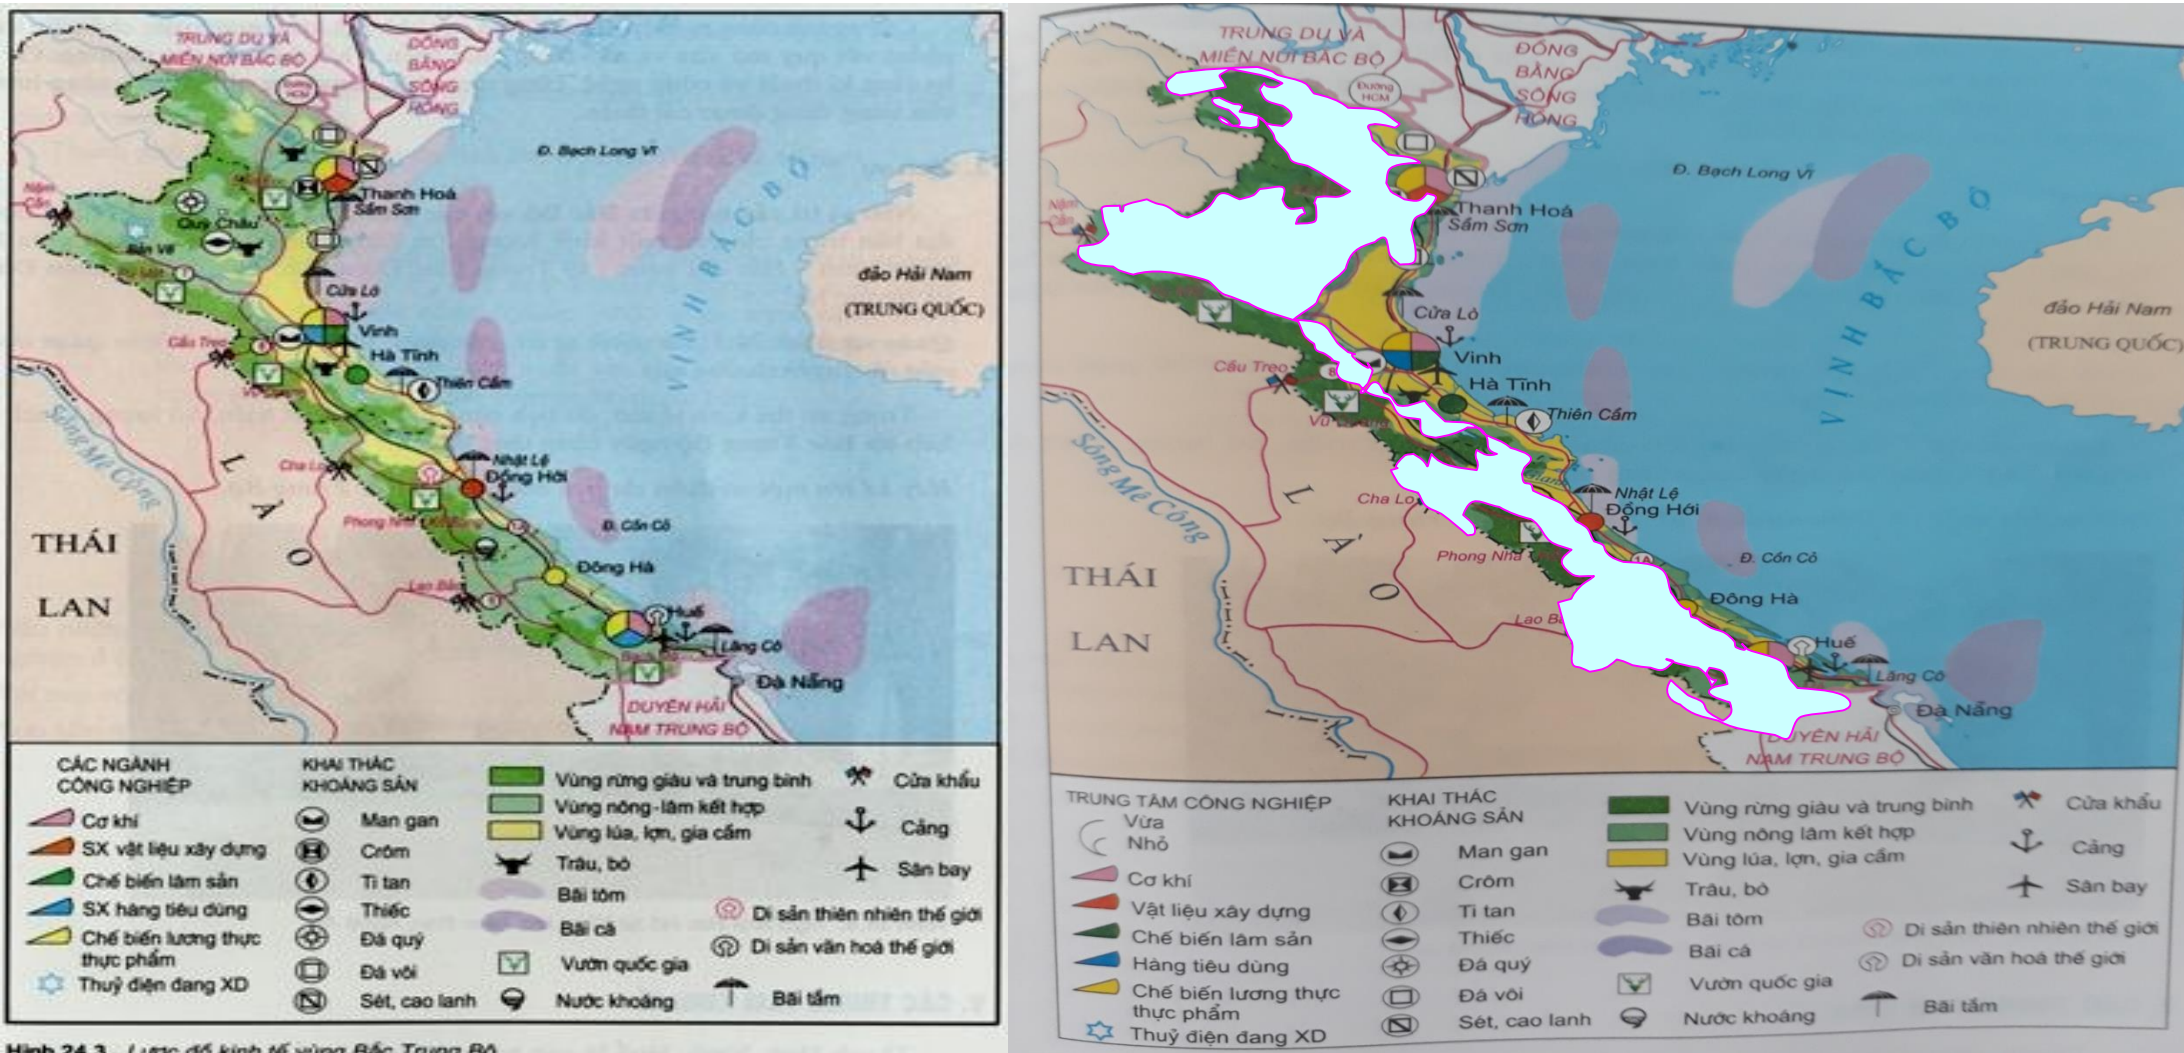 TRUNG DU VÀ
MIỀN NÚI BẮC BỘ
ĐỒNG
BẰNG
SÔNG
HỒNG
Đường
HCM
Đ. Bạch Long Vĩ
VỊNH BẮC BỘ
Nậm
Cắn
Thanh Hoá
Sầm Sơn
Quỳ Châu
Bản Vẽ
7
đảo Hải Nam
(TRUNG QUỐC)
Cửa Lò
Vinh
Cầu Treo
8
Hà Tĩnh
Thiên Cầm
Sông Mê Công
LÀO
Cha Lo
Nhật Lệ
Đồng Hới
Phong Nha
1A
Đ. Cồn Cỏ
THÁI
LAN
Đông Hà
Lao Bảo
9
Huế
Lăng Cô
Đà Nẵng
DUYÊN HẢI
NAM TRUNG BỘ
CÁC NGÀNH
CÔNG NGHIỆP
Cơ khí
SX vật liệu xây dựng
Chế biến lâm sản
SX hàng tiêu dùng
Chế biến lương thực
thực phẩm
Thuỷ điện đang XD
KHAI THÁC
KHOÁNG SẢN
Man gan
Crôm
Ti tan
Thiếc
Đá quý
Đá vôi
Sét, cao lanh
Vùng rừng giàu và trung bình
Vùng nông-lâm kết hợp
Vùng lúa, lợn, gia cầm
Trâu, bò
Bãi tôm
Bãi cá
Vườn quốc gia
Nước khoáng
Cửa khẩu
Cảng
Sân bay
Di sản thiên nhiên thế giới
Di sản văn hoá thế giới
Bãi tắm
Hình 24.3. Lược đồ kinh tế vùng Bắc Trung Bộ
TRUNG DU VÀ
MIỀN NÚI BẮC BỘ
ĐỒNG
BẰNG
SÔNG
HỒNG
Đường
HCM
Đ. Bạch Long Vĩ
VỊNH BẮC BỘ
Nậm
Cắn
Thanh Hoá
Sầm Sơn
đảo Hải Nam
(TRUNG QUỐC)
Cửa Lò
Vinh
Cầu Treo
8
Hà Tĩnh
Thiên Cầm
Vũ
Sông Mê Công
LÀO
Cha Lo
Nhật Lệ
Đồng Hới
Phong Nha
1A
Đ. Cồn Cỏ
THÁI
LAN
Đông Hà
Lao
Huế
Lăng Cô
Đà Nẵng
DUYÊN HẢI
NAM TRUNG BỘ
TRUNG TÂM CÔNG NGHIỆP
Vừa
Nhỏ
Cơ khí
Vật liệu xây dựng
Chế biến lâm sản
Hàng tiêu dùng
Chế biến lương thực
thực phẩm
Thuỷ điện đang XD
KHAI THÁC
KHOÁNG SẢN
Man gan
Crôm
Ti tan
Thiếc
Đá quý
Đá vôi
Sét, cao lanh
Vùng rừng giàu và trung bình
Vùng nông lâm kết hợp
Vùng lúa, lợn, gia cầm
Trâu, bò
Bãi tôm
Bãi cá
Vườn quốc gia
Nước khoáng
Cửa khẩu
Cảng
Sân bay
Di sản thiên nhiên thế giới
Di sản văn hoá thế giới
Bãi tắm